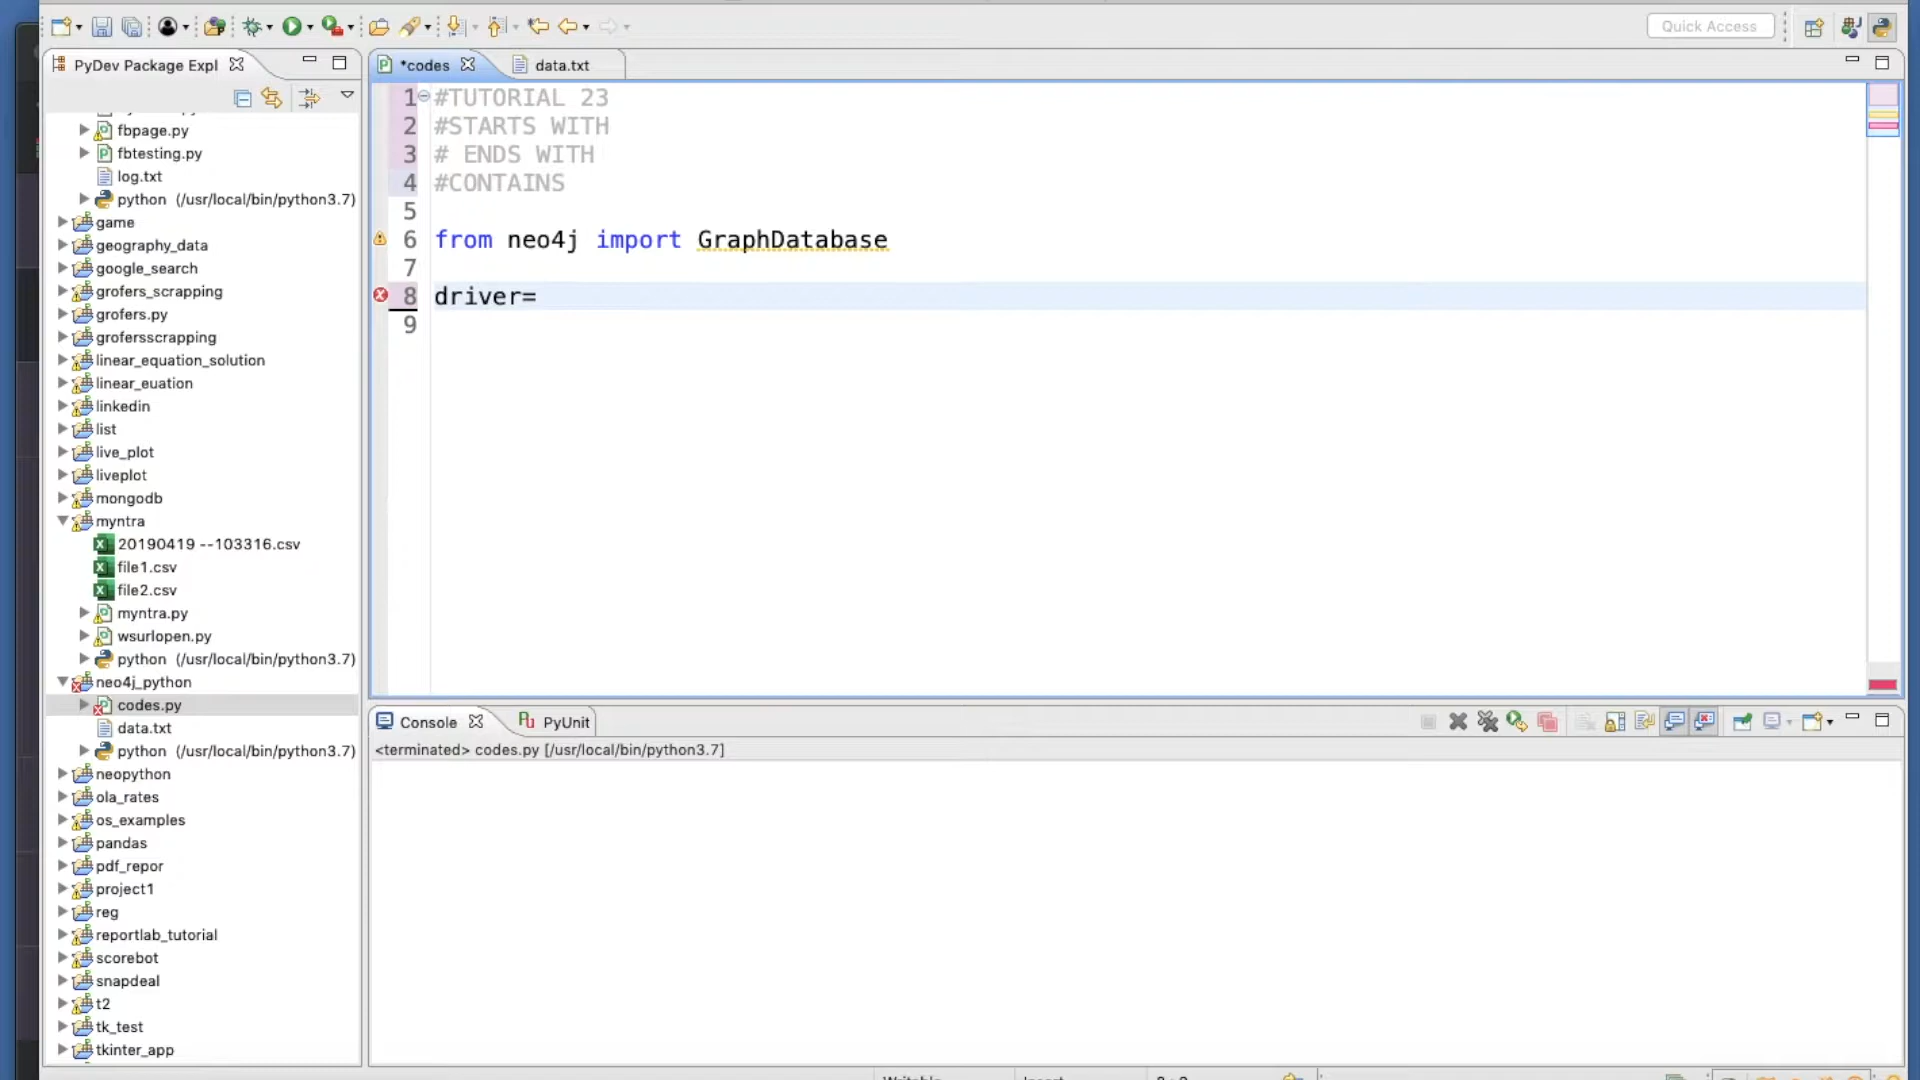 Quick Access
PyDev Package Expl
*codes
data.txt
fbpage.py
fbtesting.py
log.txt
python (/usr/local/bin/python3.7)
game
geography_data
google_search
grofers_scrapping
grofers.py
grofersscrapping
linear_equation_solution
linear_euation
linkedin
list
live_plot
liveplot
mongodb
myntra
20190419 --103316.csv
file1.csv
file2.csv
myntra.py
wsurlopen.py
python (/usr/local/bin/python3.7)
neo4j_python
codes.py
data.txt
python (/usr/local/bin/python3.7)
neopython
ola_rates
os_examples
pandas
pdf_repor
project1
reg
reportlab_tutorial
scorebot
snapdeal
t2
tk_test
tkinter_app
1 #TUTORIAL 23
2 #STARTS WITH
3 # ENDS WITH
4 #CONTAINS
5
6 from neo4j import GraphDatabase
7
8 driver=
9
Console
PyUnit
<terminated> codes.py [/usr/local/bin/python3.7]